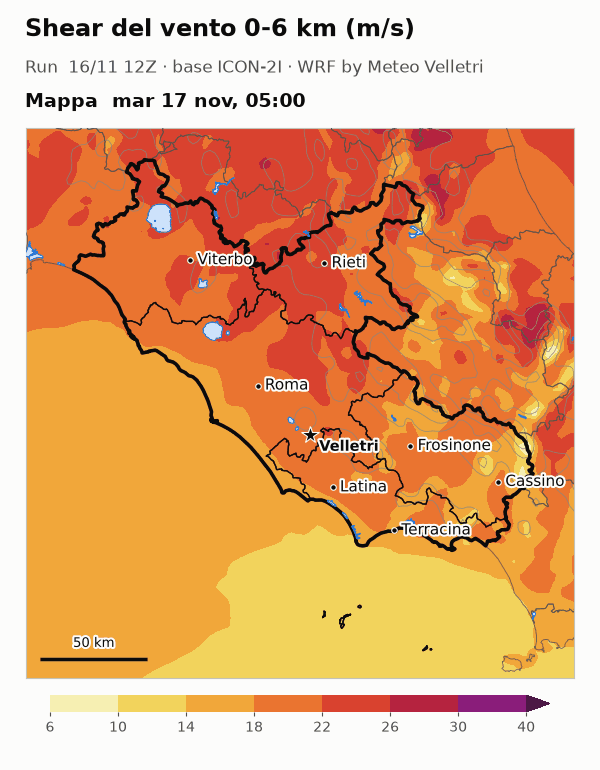 Shear del vento 0-6 km (m/s)
Run  16/11 12Z · base ICON-2I · WRF by Meteo Velletri
Mappa  mar 17 nov, 05:00
Viterbo
Rieti
Roma
Velletri
Frosinone
Latina
Cassino
Terracina
50 km
6 10 14 18 22 26 30 40